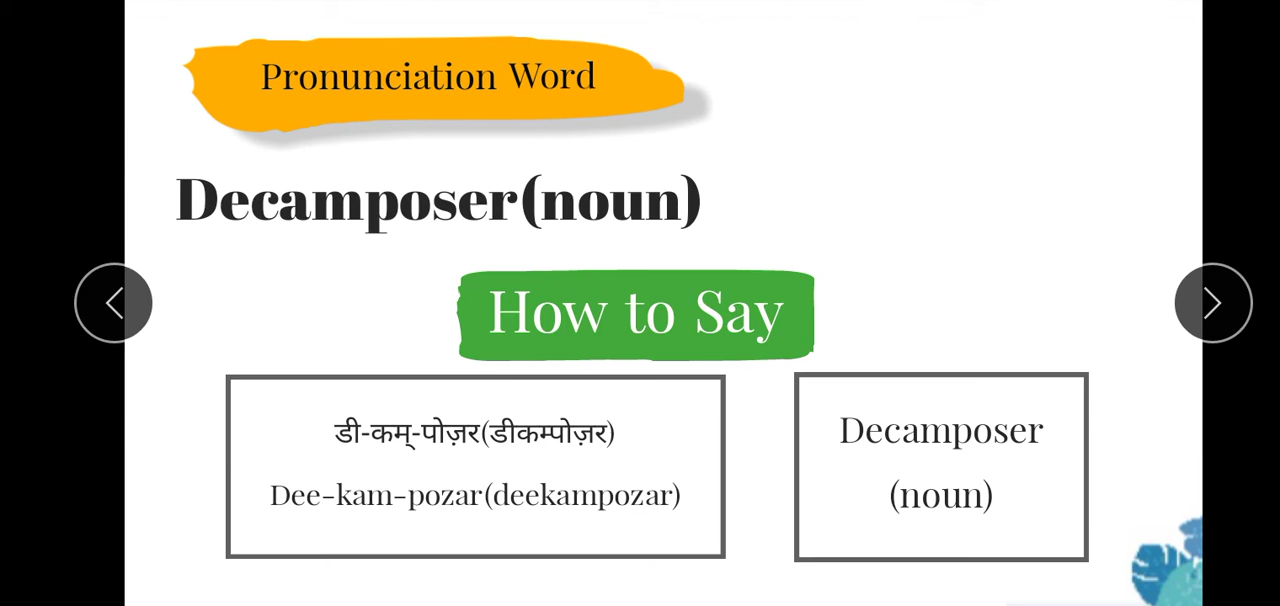 Pronunciation Word
Decamposer(noun)
How to Say
डी-कम्-पोज़र(डीकम्पोज़र)
Dee-kam-pozar(deekampozar)
Decamposer
(noun)